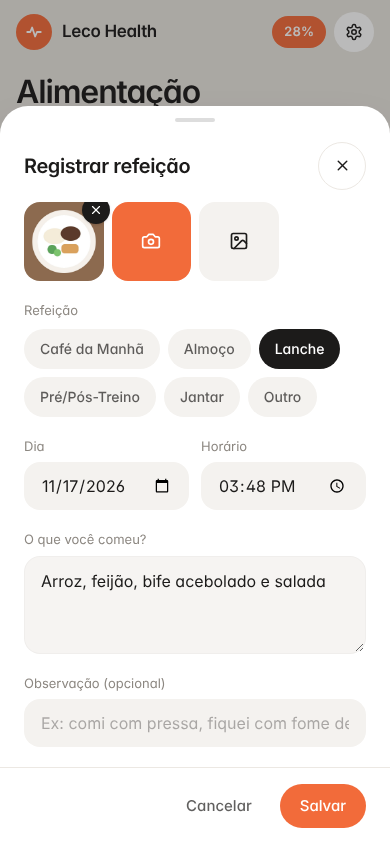 Leco Health
28%
Alimentação
Registrar refeição
Refeição
Café da Manhã
Almoço
Lanche
Pré/Pós-Treino
Jantar
Outro
Dia
Horário
11/17/2026
03:48 PM
O que você comeu?
Arroz, feijão, bife acebolado e salada
Observação (opcional)
Ex: comi com pressa, fiquei com fome de
Cancelar
Salvar